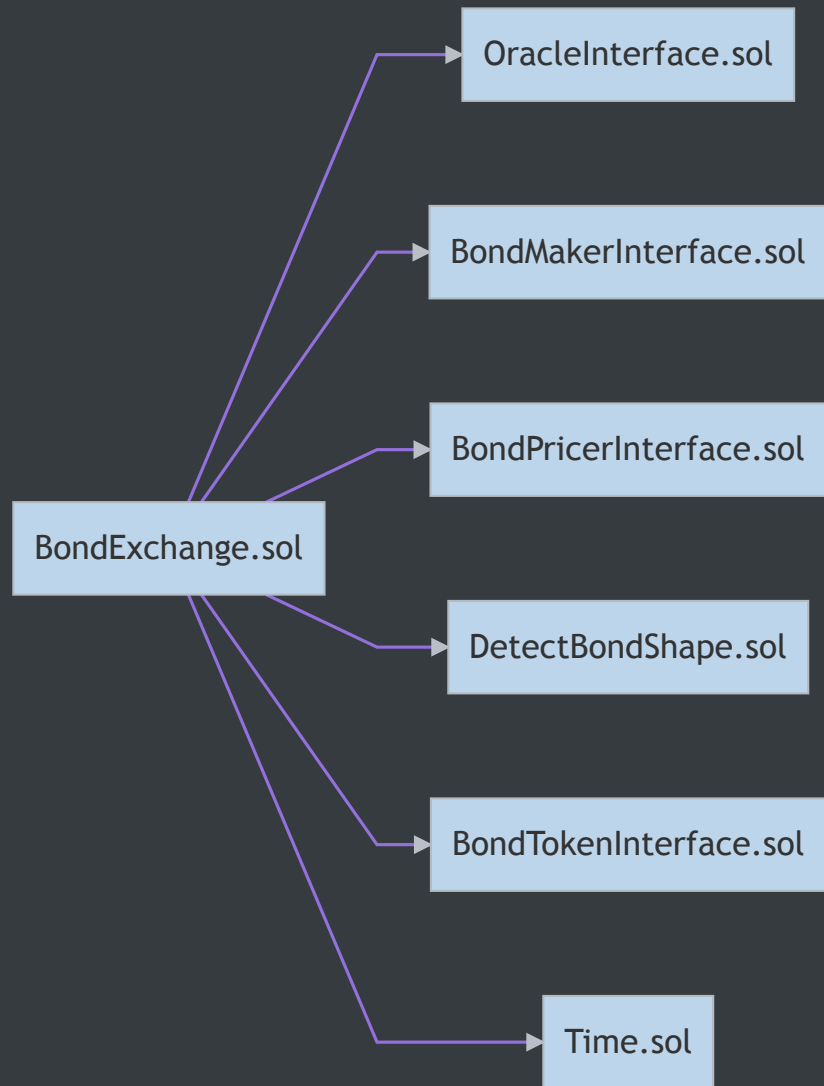 OracleInterface.sol
BondMakerInterface.sol
BondPricerInterface.sol
BondExchange.sol
DetectBondShape.sol
BondTokenInterface.sol
Time.sol